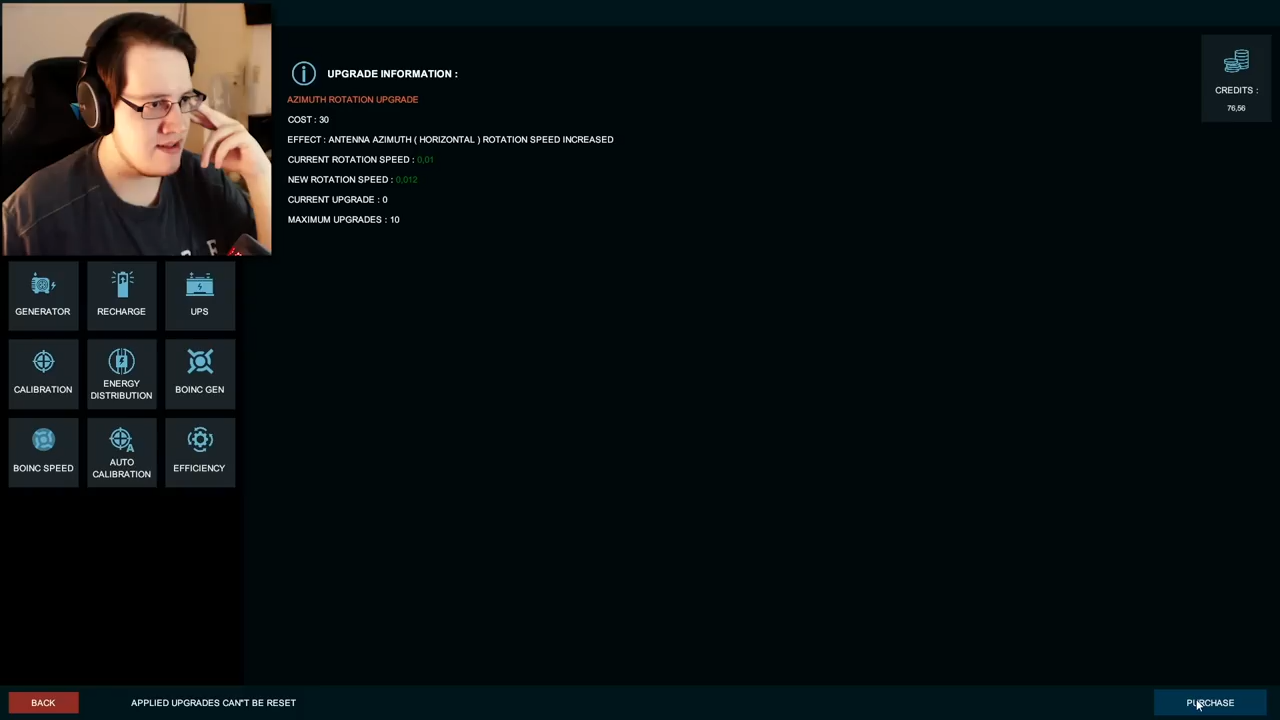 UPGRADE INFORMATION :
AZIMUTH ROTATION UPGRADE
COST : 30
EFFECT : ANTENNA AZIMUTH ( HORIZONTAL ) ROTATION SPEED INCREASED
CURRENT ROTATION SPEED : 0,01
NEW ROTATION SPEED : 0,012
CURRENT UPGRADE : 0
MAXIMUM UPGRADES : 10
CREDITS :
76,56
GENERATOR
RECHARGE
UPS
CALIBRATION
ENERGY
DISTRIBUTION
BOINC GEN
BOINC SPEED
AUTO
CALIBRATION
EFFICIENCY
BACK
APPLIED UPGRADES CAN"T BE RESET
PURCHASE